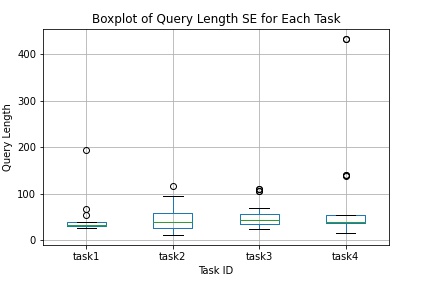 Boxplot of Query Length SE for Each Task
Query Length
400
300
200
100
0
task1 task2 task3 task4
Task ID